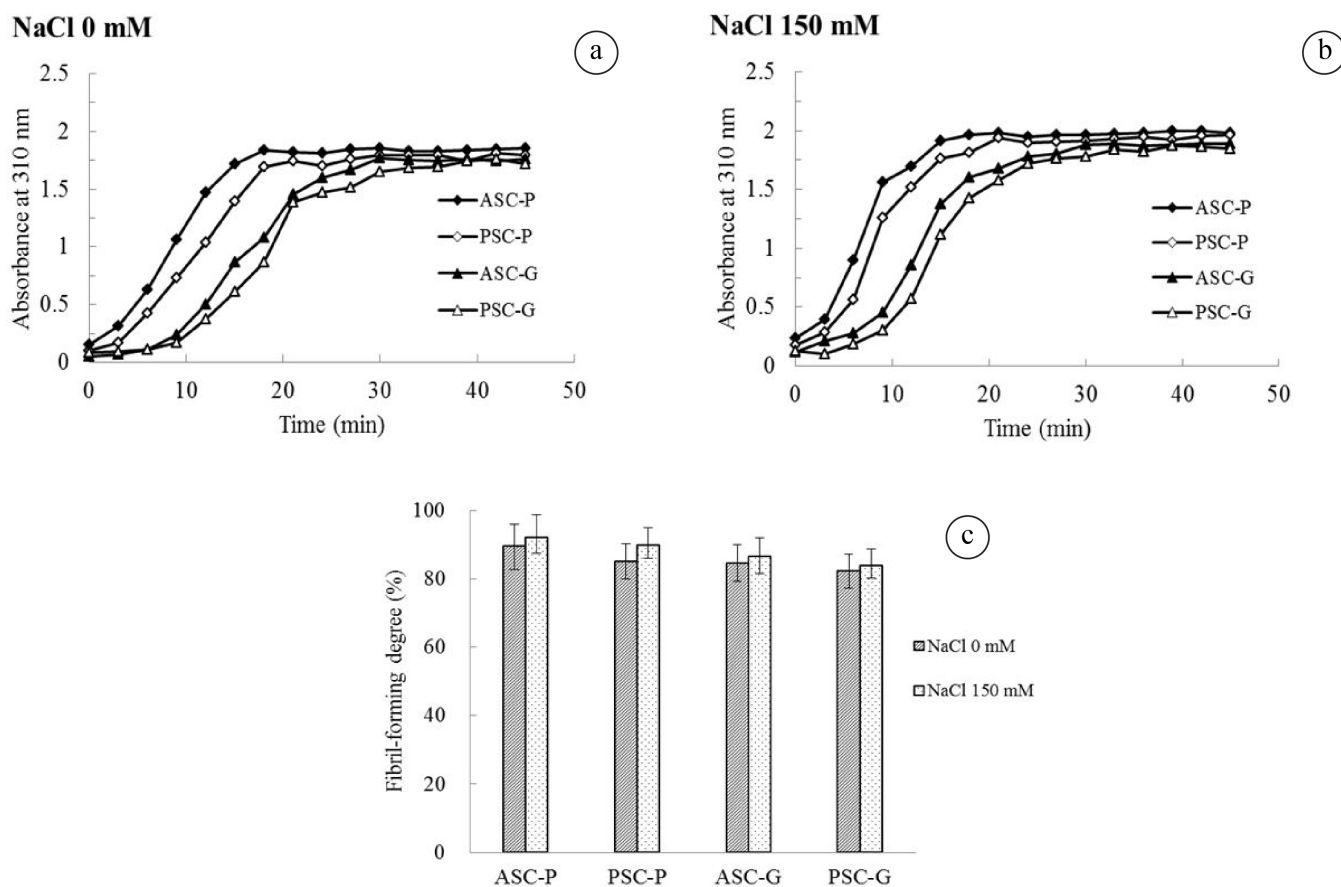 NaCl 0 mM
a
2.5
2
1.5
1
0.5
0
Absorbance at 310 nm
ASC-P
PSC-P
ASC-G
PSC-G
0 10 20 30 40 50
Time (min)
NaCl 150 mM
b
2.5
2
1.5
1
0.5
0
Absorbance at 310 nm
ASC-P
PSC-P
ASC-G
PSC-G
0 10 20 30 40 50
Time (min)
c
100
80
60
40
20
0
Fibril-forming degree (%)
NaCl 0 mM
NaCl 150 mM
ASC-P PSC-P ASC-G PSC-G